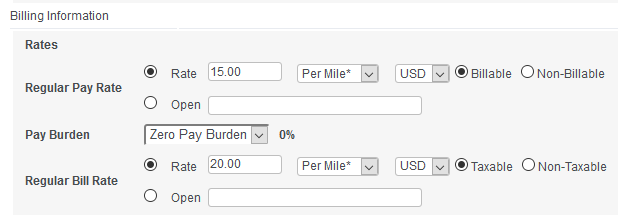 Billing Information
Rates
Regular Pay Rate
Rate 15.00 Per Mile* USD Billable Non-Billable
Open
Pay Burden Zero Pay Burden 0%
Regular Bill Rate
Rate 20.00 Per Mile* USD Taxable Non-Taxable
Open